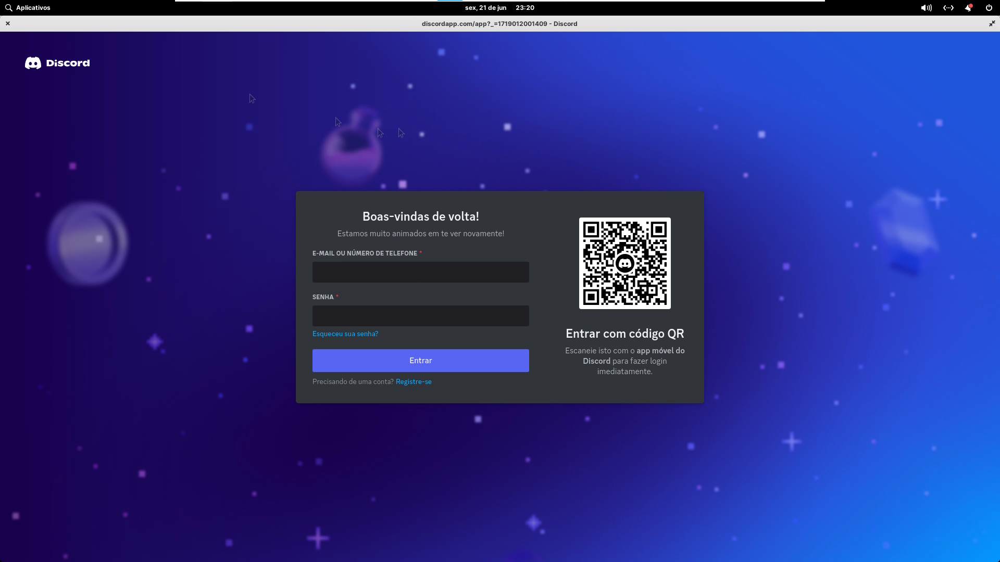 Aplicativos
sex, 21 de jun 23:20
discordapp.com/app?_=1719012001409 - Discord
Discord
Boas-vindas de volta!
Estamos muito animados em te ver novamente!
E-MAIL OU NÚMERO DE TELEFONE *
SENHA *
Esqueceu sua senha?
Entrar
Precisando de uma conta? Registre-se
Entrar com código QR
Escaneie isto com o app móvel do
Discord para fazer login
imediatamente.